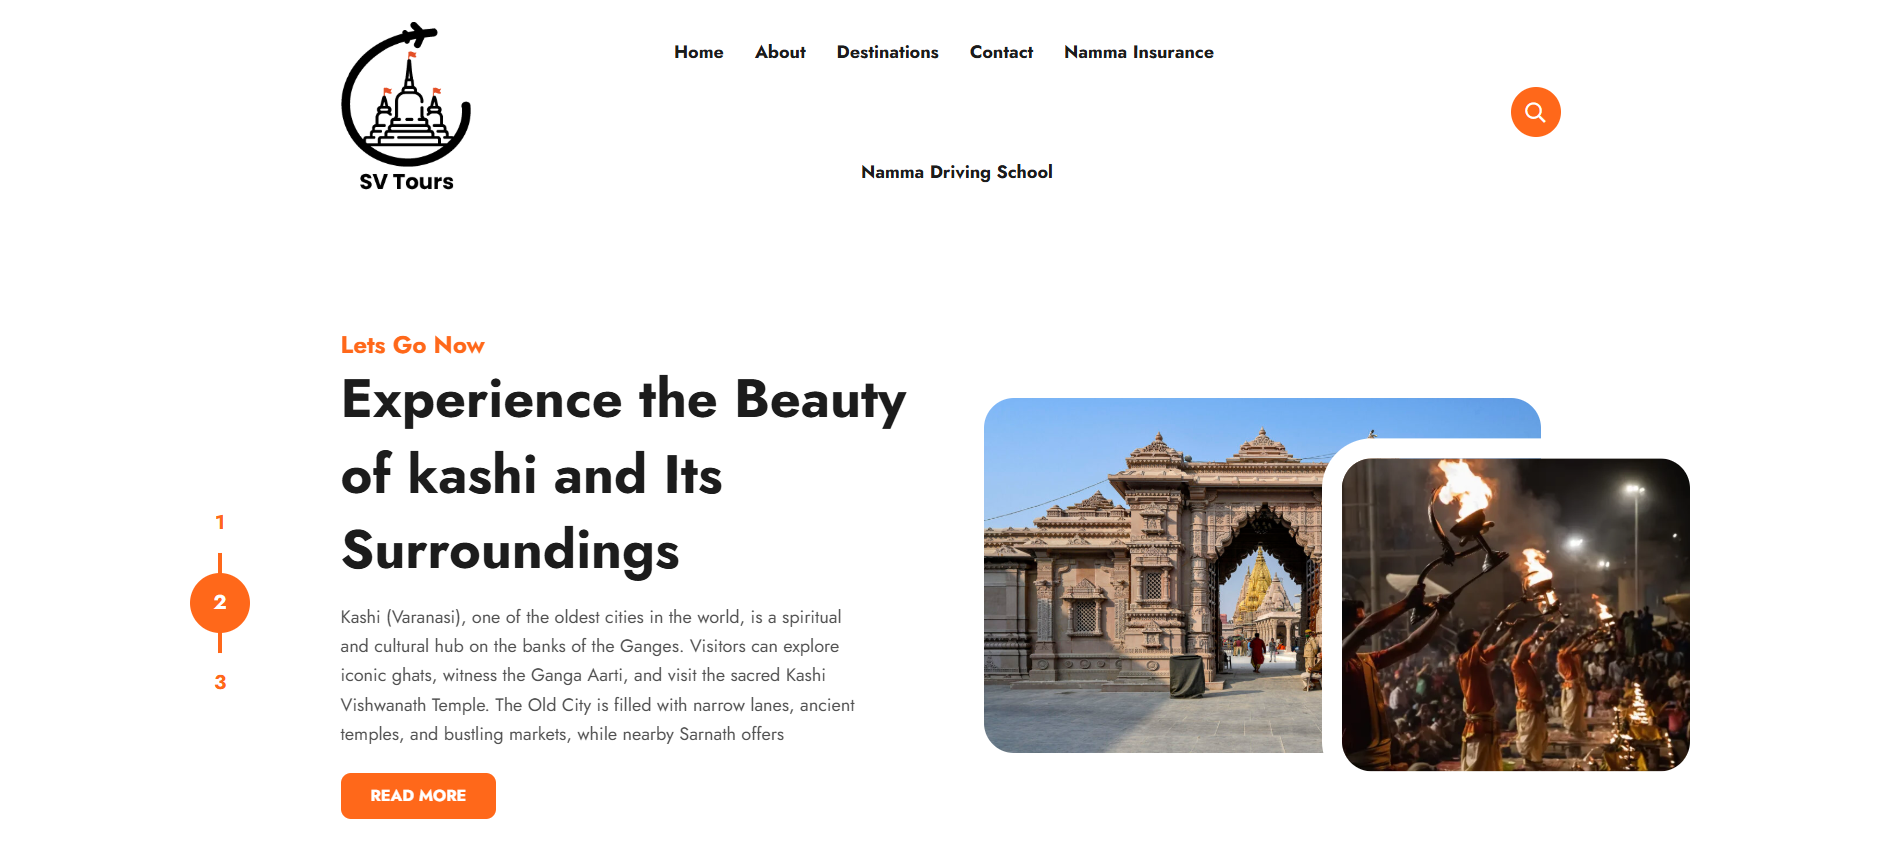 Home About Destinations Contact Namma Insurance
Namma Driving School
SV Tours
Lets Go Now
Experience the Beauty
of kashi and Its
Surroundings
1
2
3
Kashi (Varanasi), one of the oldest cities in the world, is a spiritual
and cultural hub on the banks of the Ganges. Visitors can explore
iconic ghats, witness the Ganga Aarti, and visit the sacred Kashi
Vishwanath Temple. The Old City is filled with narrow lanes, ancient
temples, and bustling markets, while nearby Sarnath offers
READ MORE